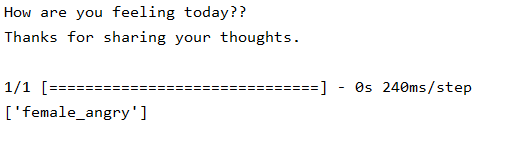 How are you feeling today??
Thanks for sharing your thoughts.
1/1 [==============================] - 0s 240ms/step
['female_angry']